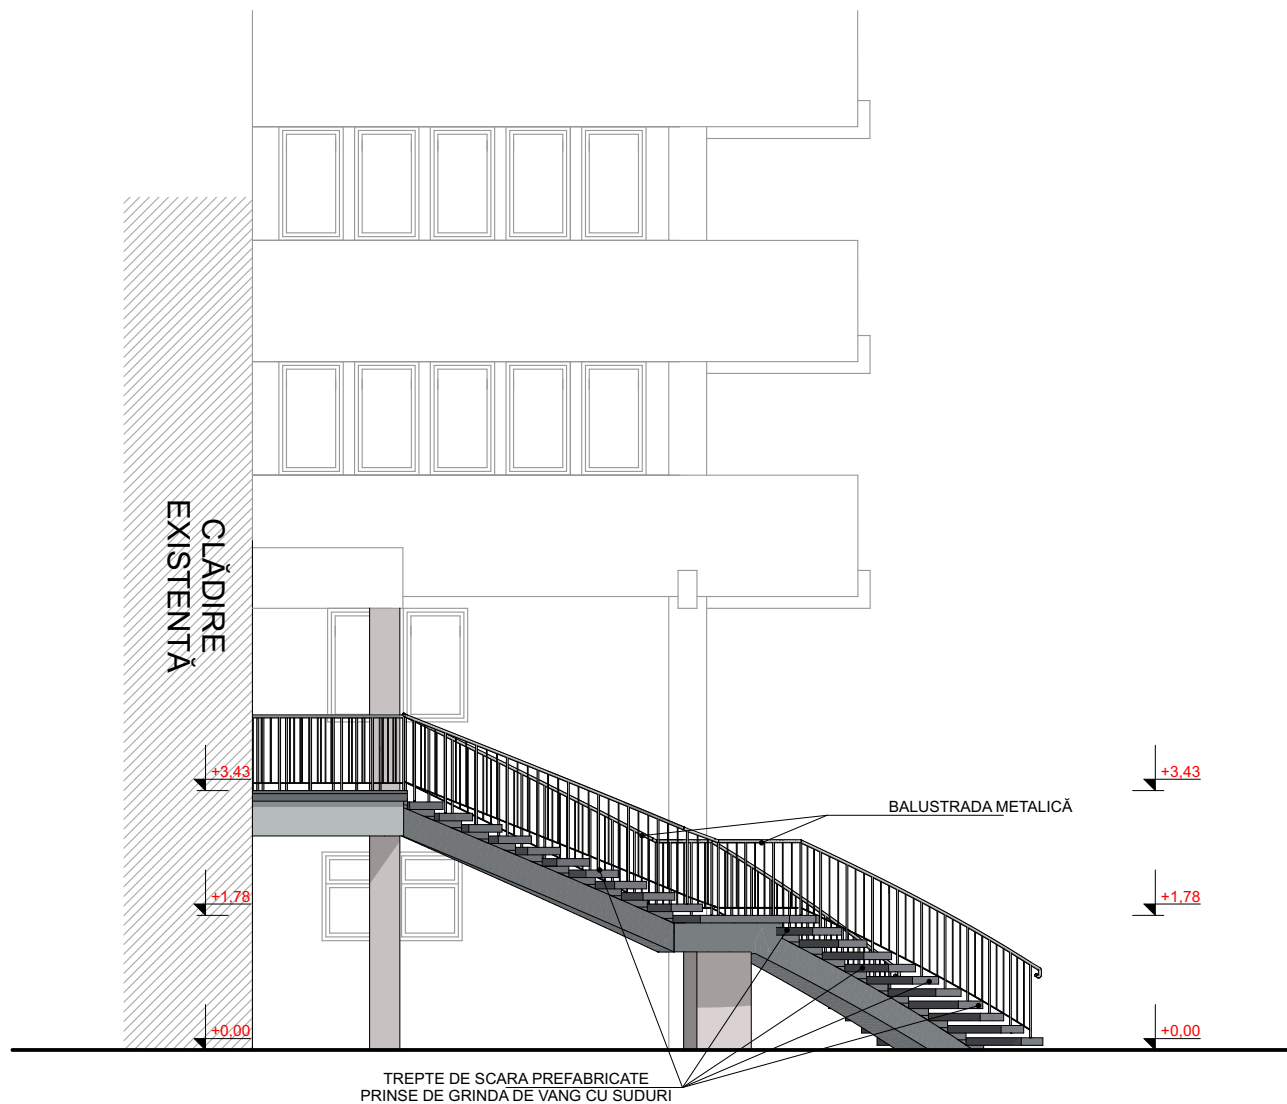 CLĂDIRE
EXISTENTĂ
+3,43
+3,43
BALUSTRADA METALICĂ
+1,78
+1,78
+0,00
+0,00
TREPTE DE SCARA PREFABRICATE
PRINSE DE GRINDA DE VANG CU SUDURI